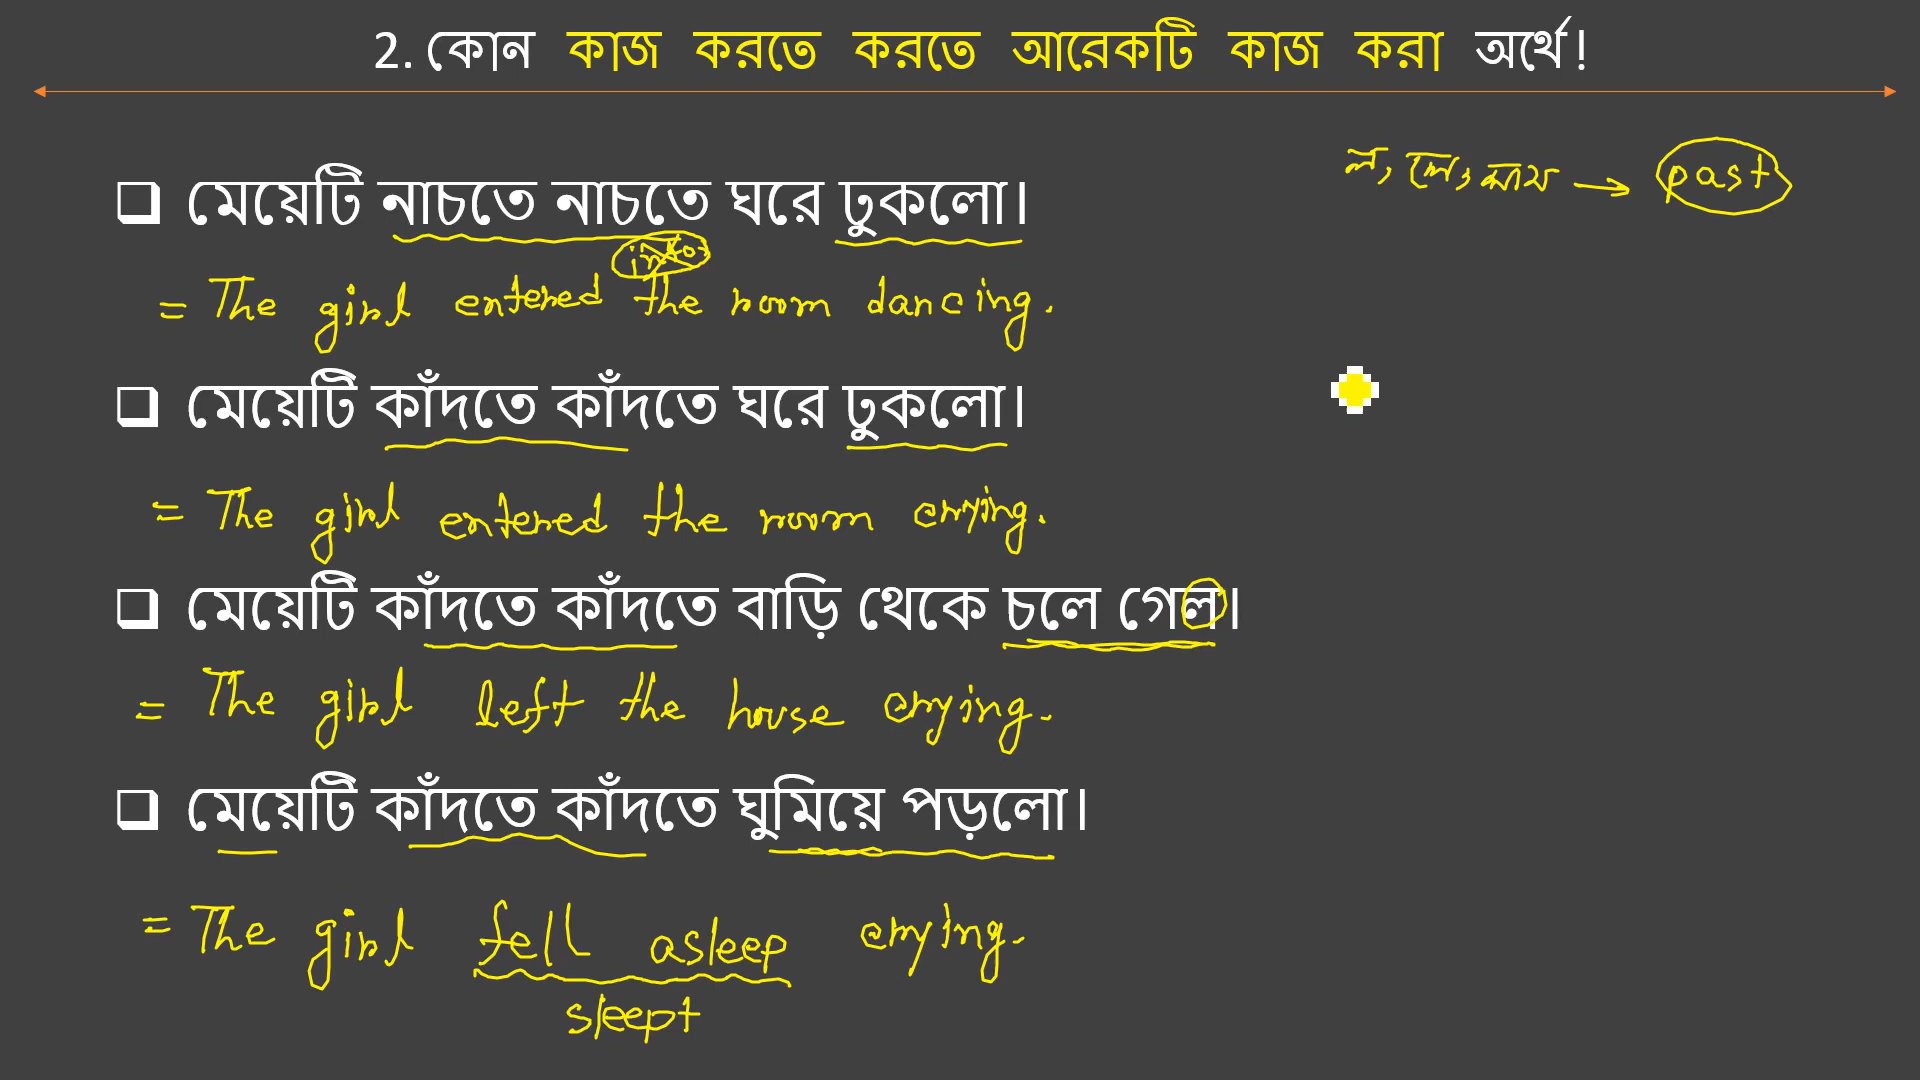 2. কোন কাজ করতে করতে আরেকটি কাজ করা অর্থে!
ল, লে, লাম → past
❑ মেয়েটি নাচতে নাচতে ঘরে ঢুকলো।
into
= The girl entered the room dancing.
❑ মেয়েটি কাঁদতে কাঁদতে ঘরে ঢুকলো।
= The girl entered the room crying.
❑ মেয়েটি কাঁদতে কাঁদতে বাড়ি থেকে চলে গেল।
= The girl left the house crying.
❑ মেয়েটি কাঁদতে কাঁদতে ঘুমিয়ে পড়লো।
= The girl fell asleep crying.
sleept